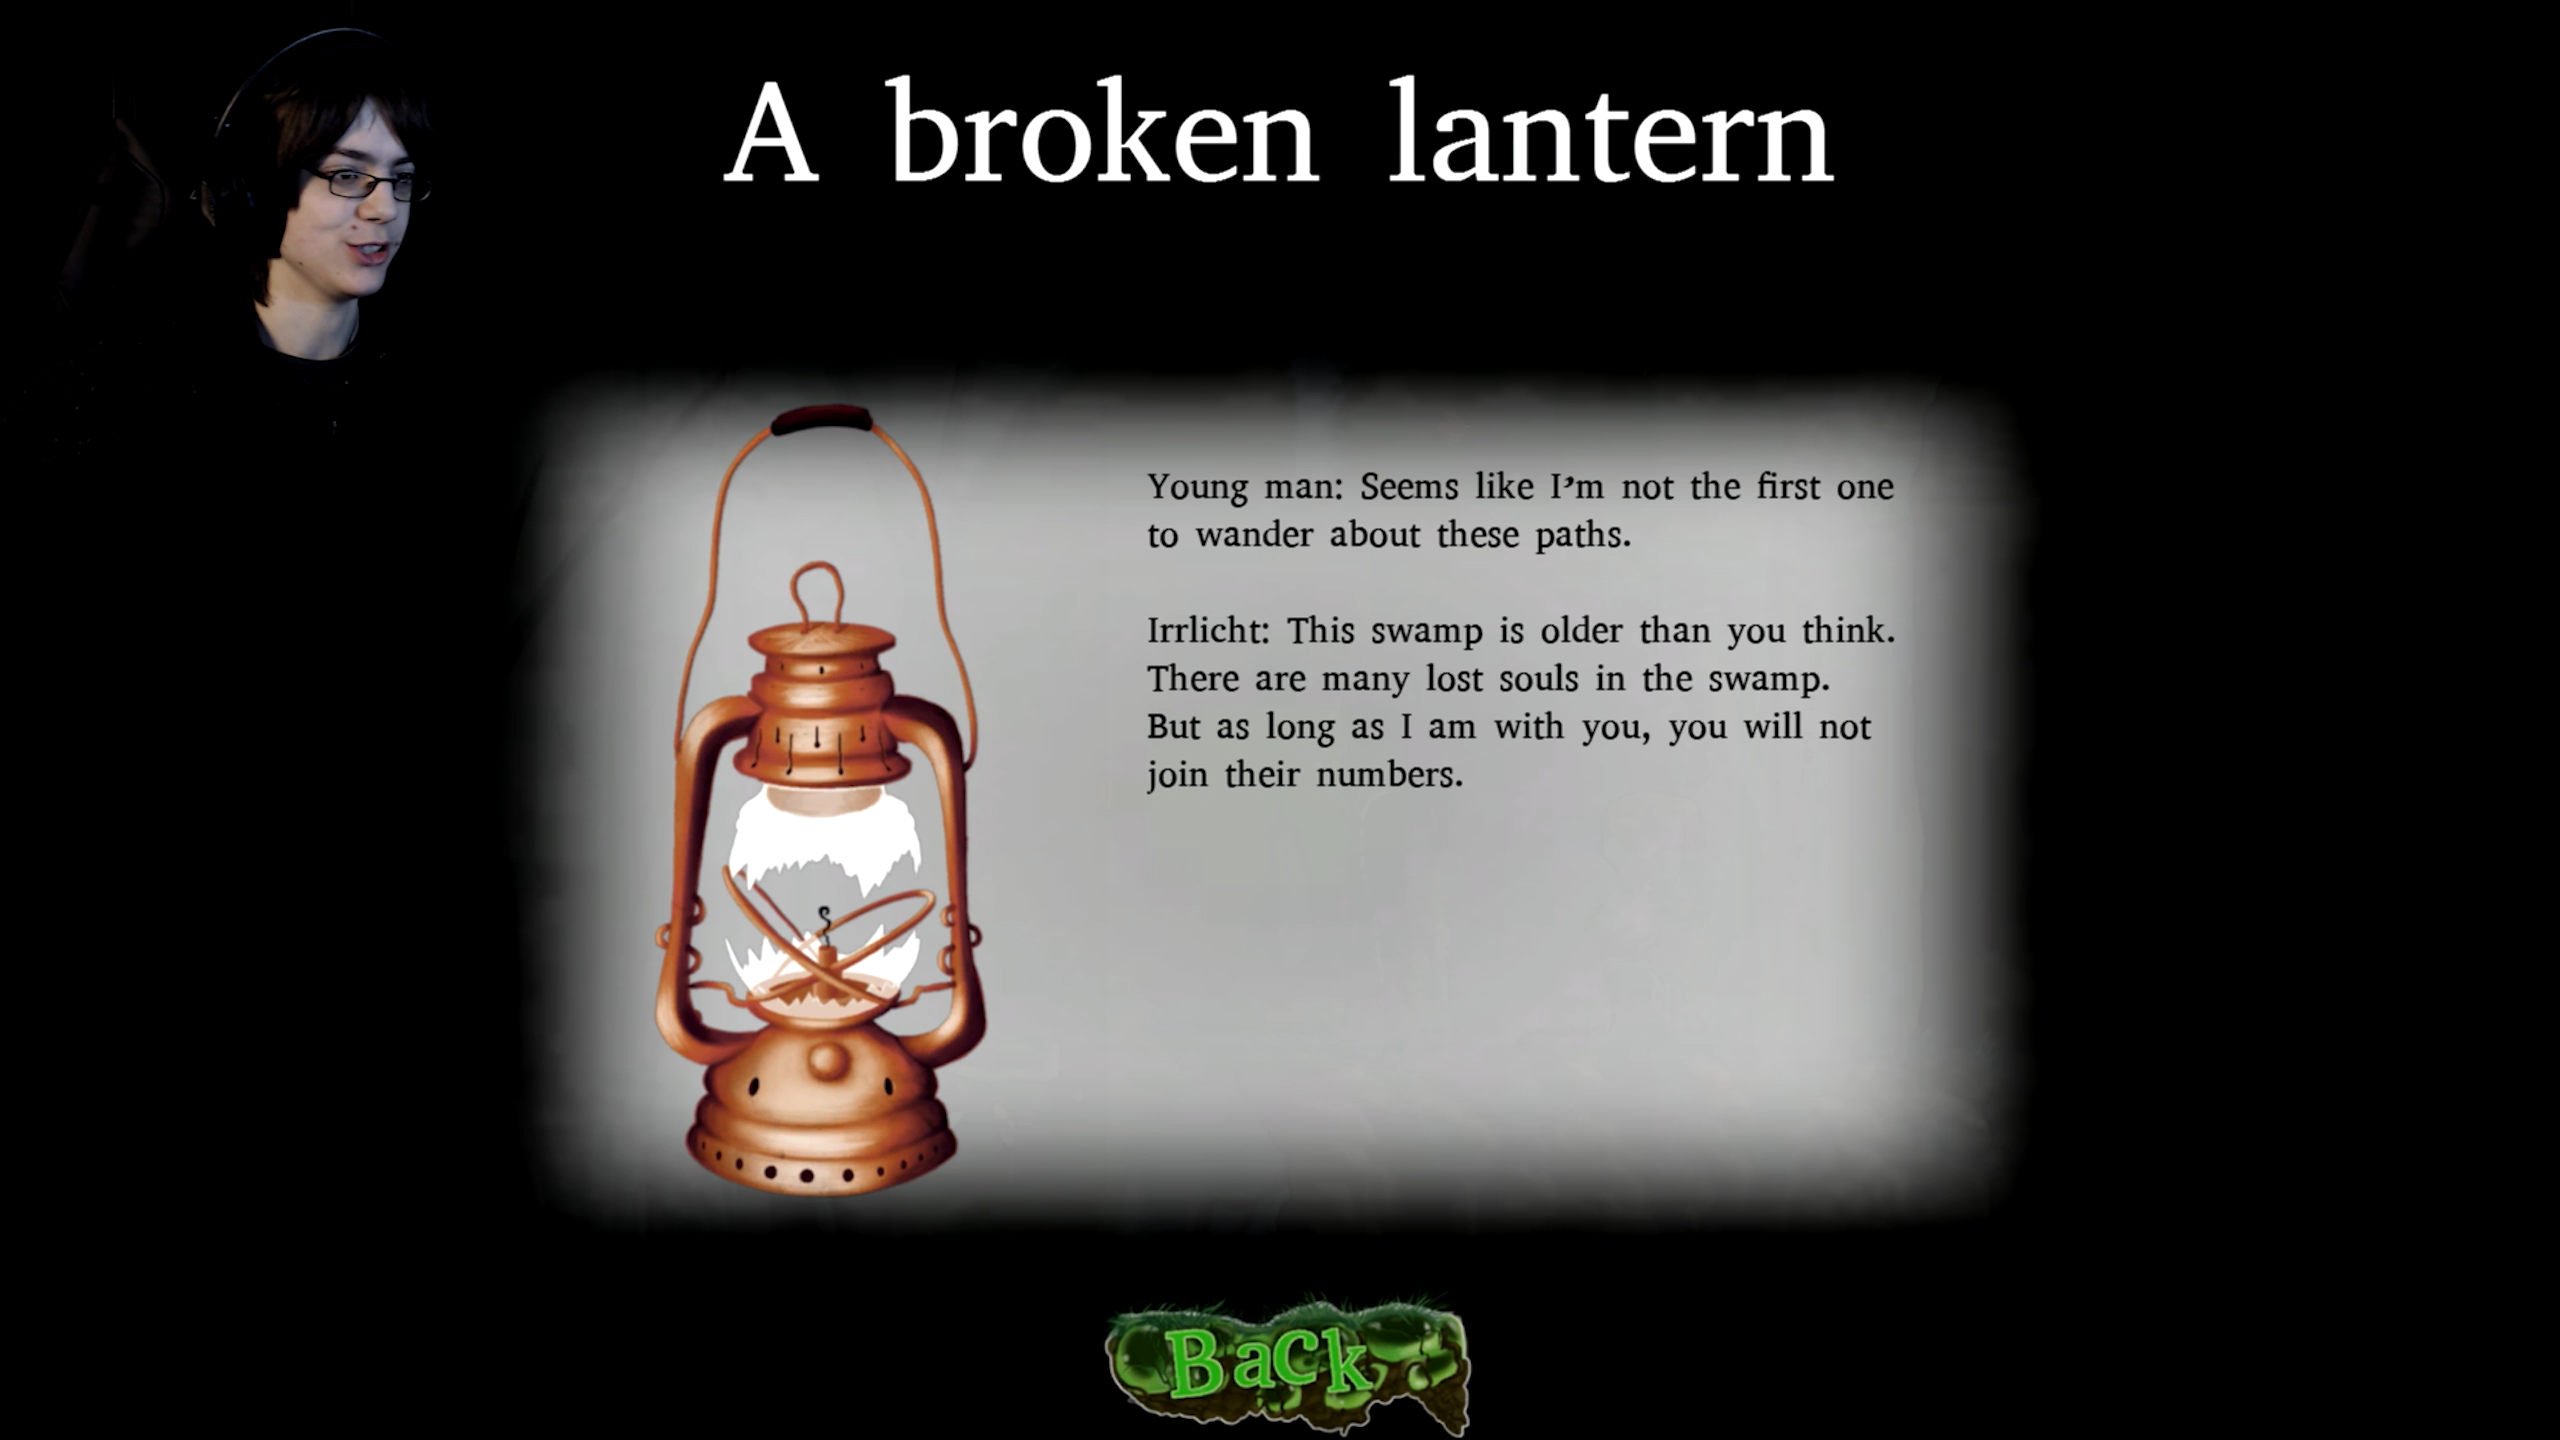 A broken lantern
Young man: Seems like I'm not the first one
to wander about these paths.
Irrlicht: This swamp is older than you think.
There are many lost souls in the swamp.
But as long as I am with you, you will not
join their numbers.
Back